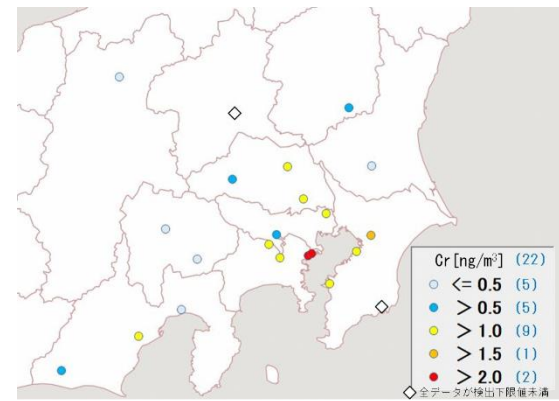 Cr[ng/m³] (22)
<= 0.5 (5)
> 0.5 (5)
> 1.0 (9)
> 1.5 (1)
> 2.0 (2)
全データが検出下限値未満